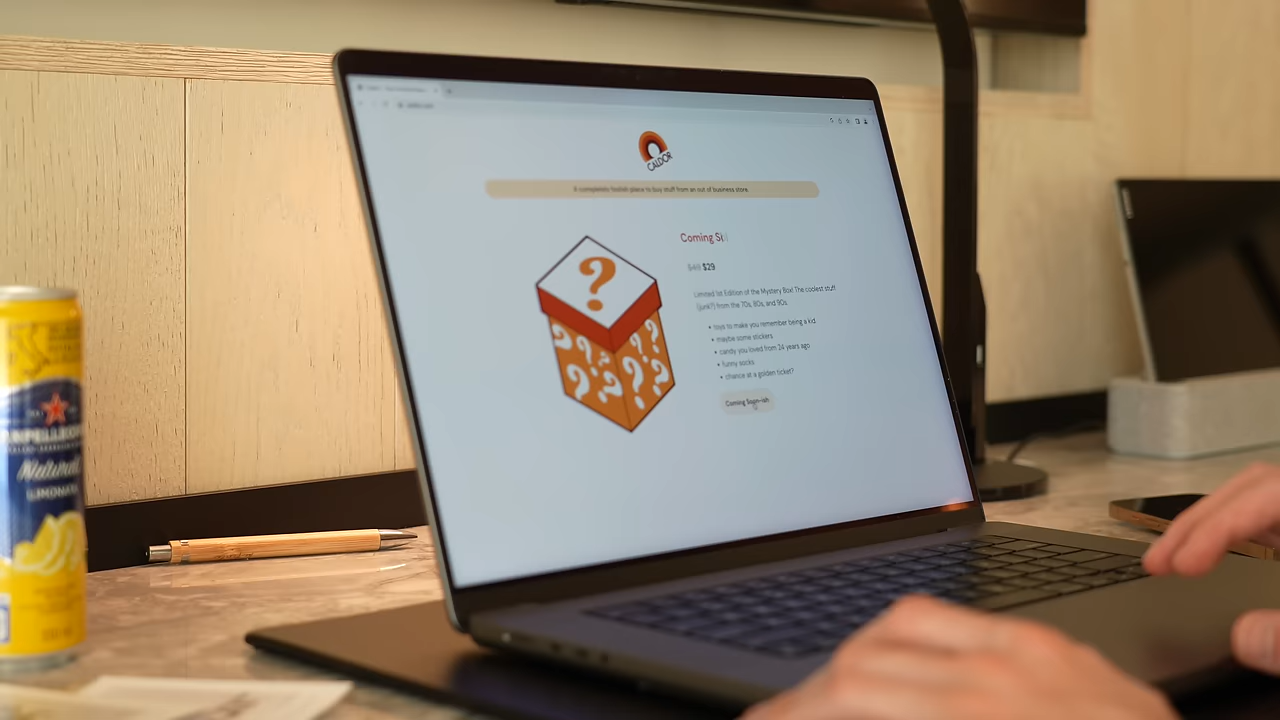 CALDOR
A completely foolish place to buy stuff from an out of business store.
Coming S
$49 $29
Limited 1st Edition of the Mystery Box! The coolest stuff
(junk?) from the 70s, 80s, and 90s.
• toys to make you remember being a kid
• maybe some stickers
• candy you loved from 24 years ago
• funny socks
• chance at a golden ticket?
Coming Soon-ish
Naturali
LIMONATA